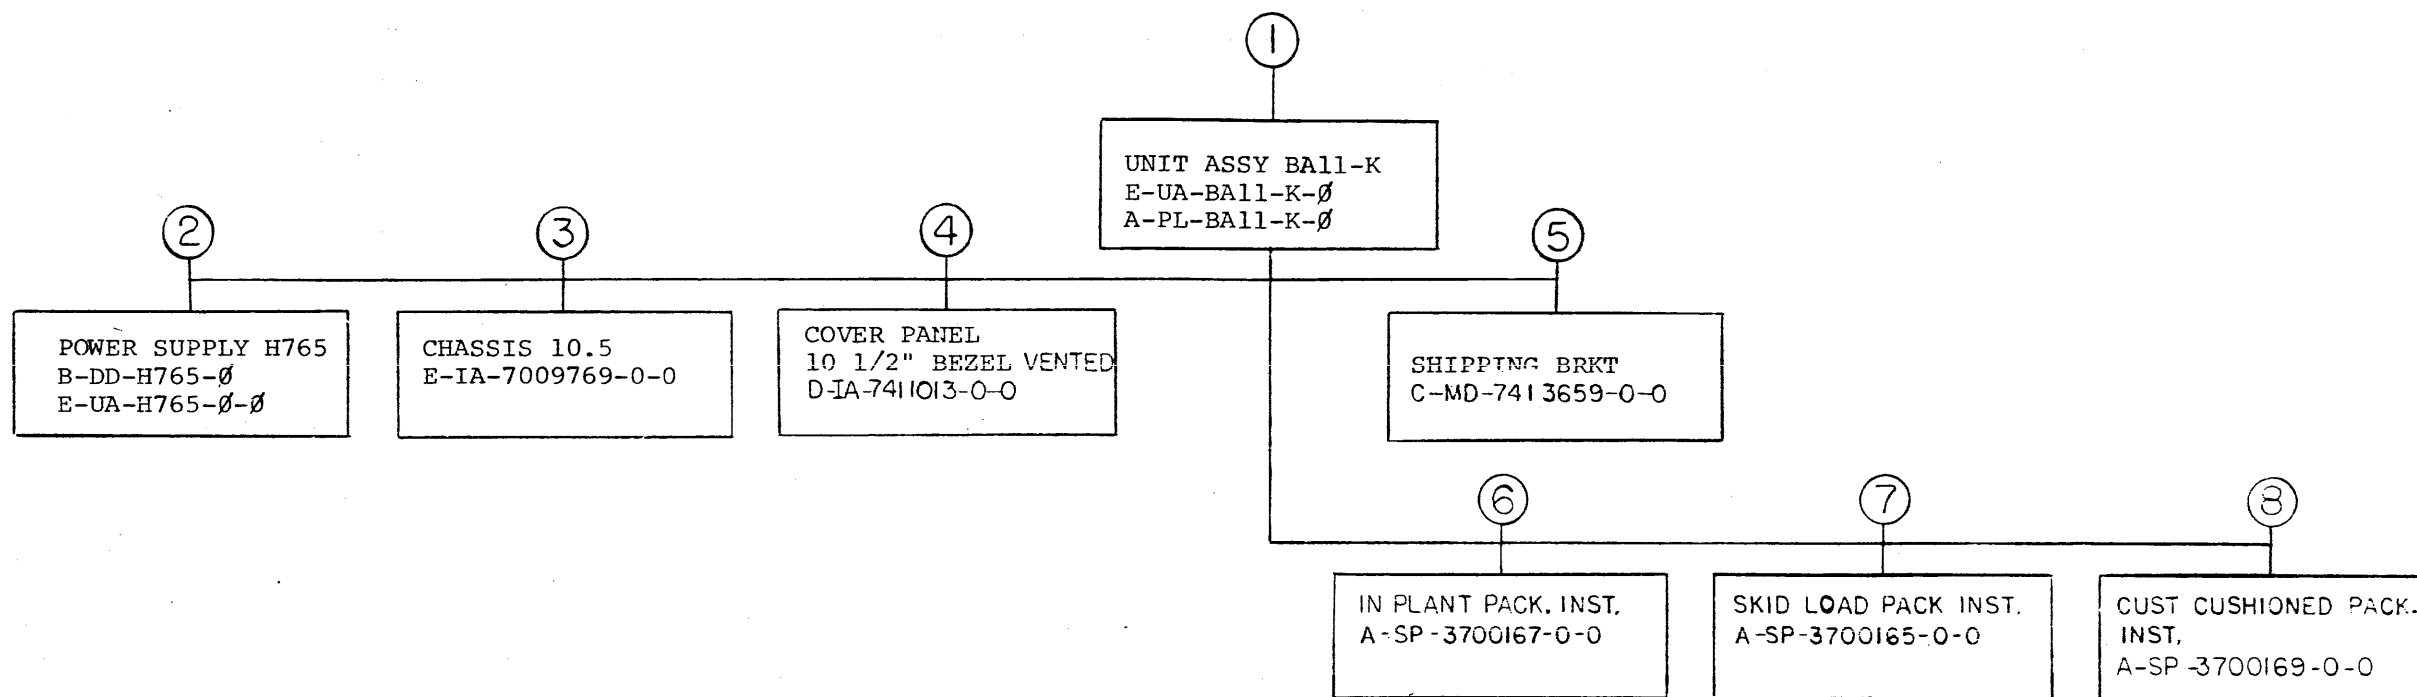 1
UNIT ASSY BA11-K
E-UA-BA11-K-Ø
A-PL-BA11-K-Ø
2
3
4
5
POWER SUPPLY H765
B-DD-H765-Ø
E-UA-H765-Ø-Ø
CHASSIS 10.5
E-IA-7009769-0-0
COVER PANEL
10 1/2" BEZEL VENTED
D-IA-7411013-0-0
SHIPPING BRKT
C-MD-7413659-0-0
6
7
8
IN PLANT PACK. INST.
A-SP-3700167-0-0
SKID LOAD PACK INST.
A-SP-3700165-0-0
CUST CUSHIONED PACK.
INST.
A-SP-3700169-0-0